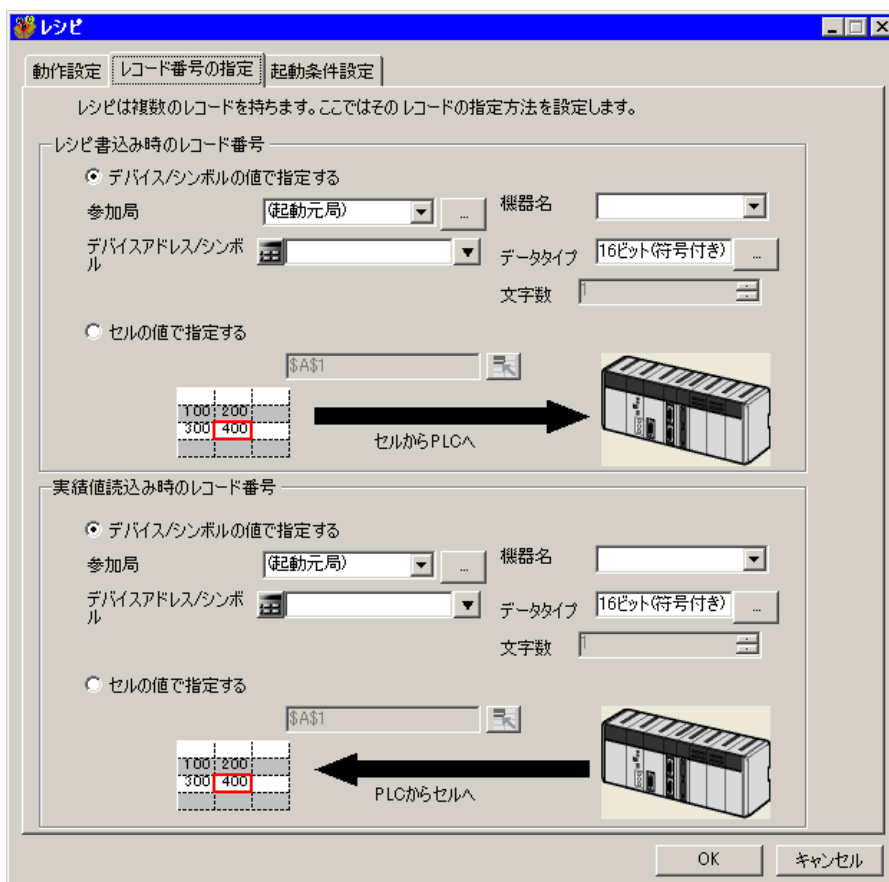 レシピ
動作設定 レコード番号の指定 起動条件設定
レシピは複数のレコードを持ちます。ここではそのレコードの指定方法を設定します。
レシピ書込み時のレコード番号
デバイス/シンボルの値で指定する
参加局 (起動元局) ... 機器名
デバイスアドレス/シンボ
ル
データタイプ 16ビット(符号付き) ...
文字数 1
セルの値で指定する
$A$1
100 200
300 400
セルからPLCへ
実績値読込み時のレコード番号
デバイス/シンボルの値で指定する
参加局 (起動元局) ... 機器名
デバイスアドレス/シンボ
ル
データタイプ 16ビット(符号付き) ...
文字数 1
セルの値で指定する
$A$1
100 200
300 400
PLCからセルへ
OK キャンセル